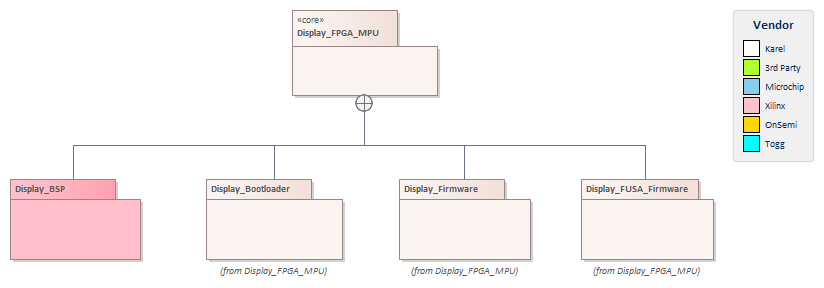 «core»
Display_FPGA_MPU
Display_BSP
Display_Bootloader
(from Display_FPGA_MPU)
Display_Firmware
(from Display_FPGA_MPU)
Display_FUSA_Firmware
(from Display_FPGA_MPU)
Vendor
Karel
3rd Party
Microchip
Xilinx
OnSemi
Togg